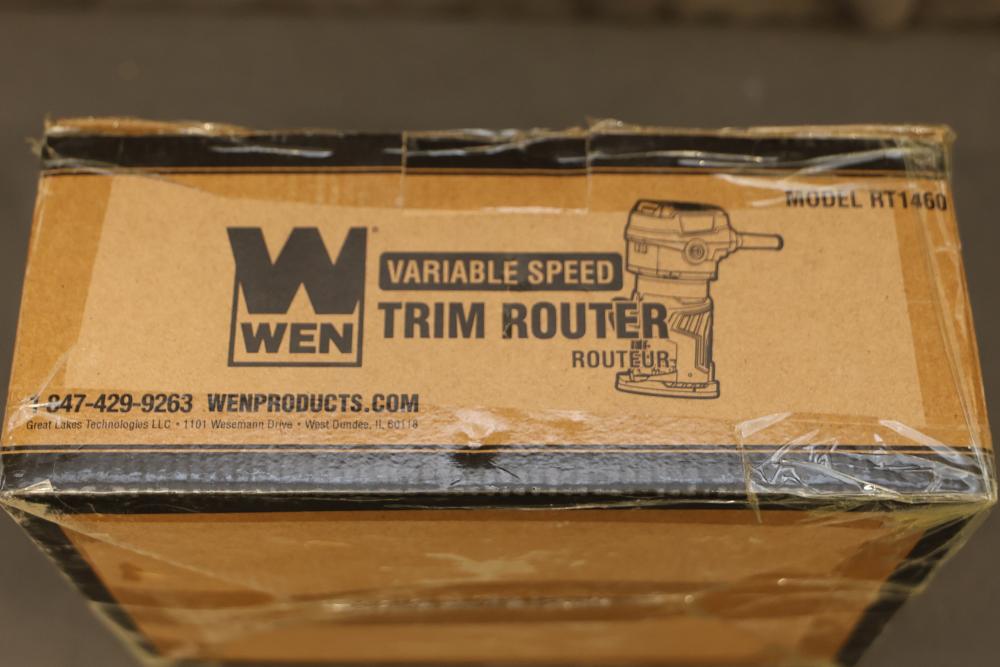 MODEL RT1460
WEN
VARIABLE SPEED
TRIM ROUTER
ROUTEUR
1-847-429-9263 WENPRODUCTS.COM
Great Lakes Technologies LLC • 1101 Wesemann Drive • West Dundee, IL 60118